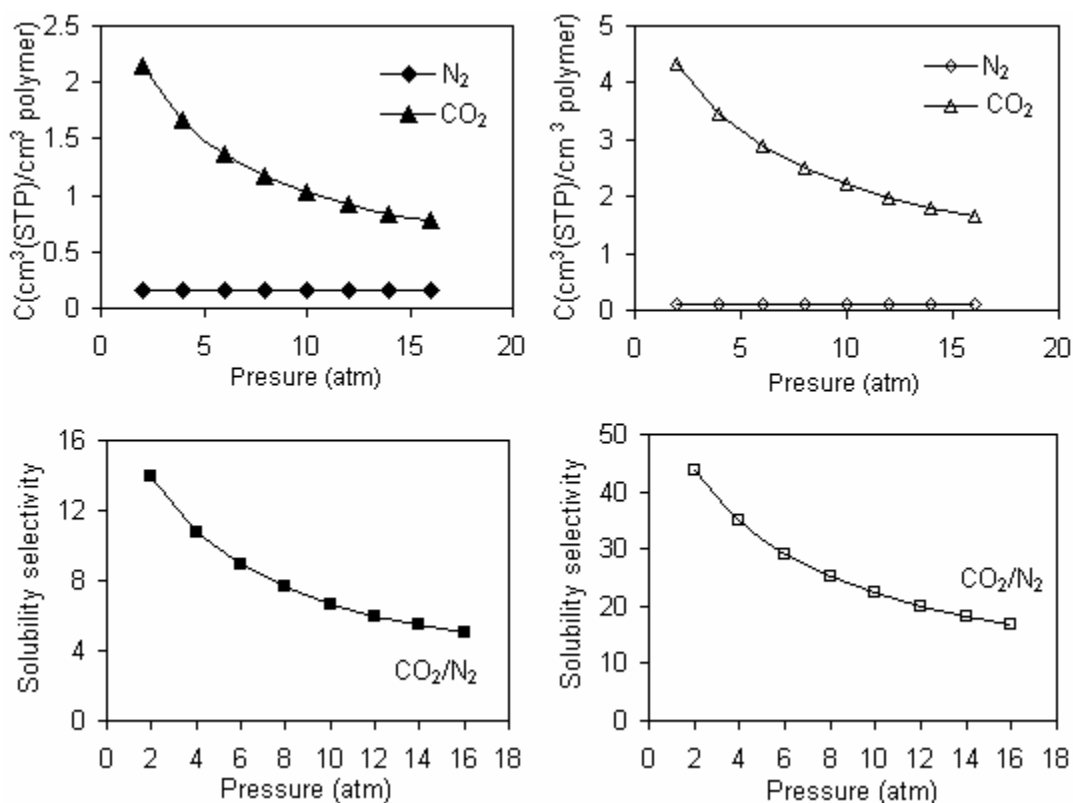 C(cm³(STP)/cm³ polymer)
2.5
2
1.5
1
0.5
0
N₂
CO₂
0 5 10 15 20
Presure (atm)
C(cm³(STP)/cm³ polymer)
5
4
3
2
1
0
N₂
CO₂
0 5 10 15 20
Presure (atm)
Solubility selectivity
16
12
8
4
0
CO₂/N₂
0 2 4 6 8 10 12 14 16 18
Pressure (atm)
Solubility selectivity
50
40
30
20
10
0
CO₂/N₂
0 2 4 6 8 10 12 14 16 18
Pressure (atm)